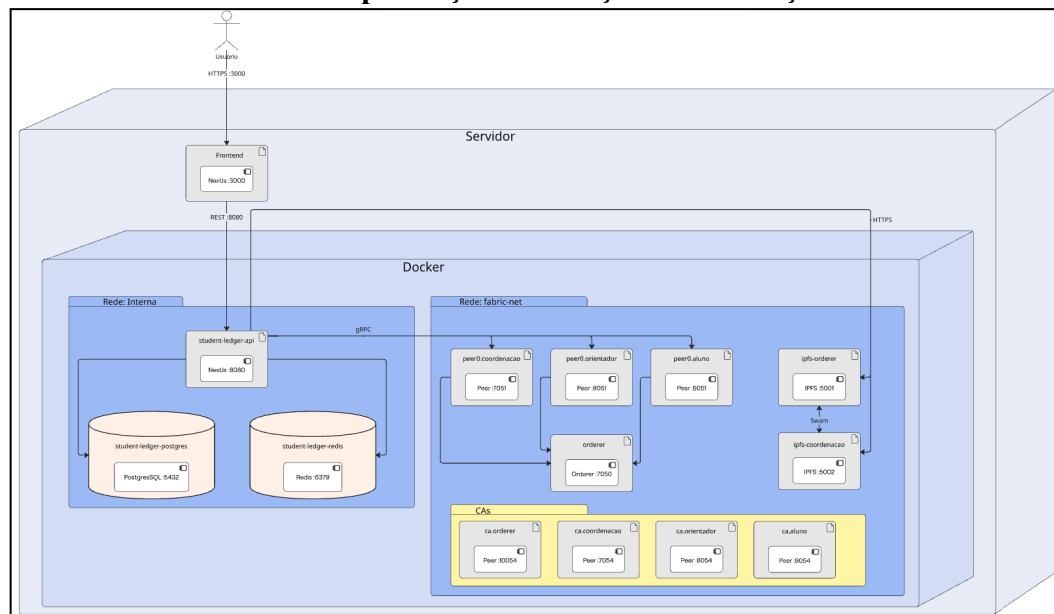 Usuário
HTTPS :3000
Servidor
Frontend
NextJs :3000
REST :8080
HTTPS
Docker
Rede: Interna
Rede: fabric-net
student-ledger-api
NestJs :8080
gRPC
peer0.coordenacao
Peer :7051
peer0.orientador
Peer :8051
peer0.aluno
Peer :9051
ipfs-orderer
IPFS :5001
Swam
student-ledger-postgres
PostgresSQL :5432
student-ledger-redis
Redis :6379
orderer
Orderer :7050
ipfs-coordenacao
IPFS :5002
CAs
ca.orderer
Peer :10054
ca.coordenacao
Peer :7054
ca.orientador
Peer :8054
ca.aluno
Peer :9054